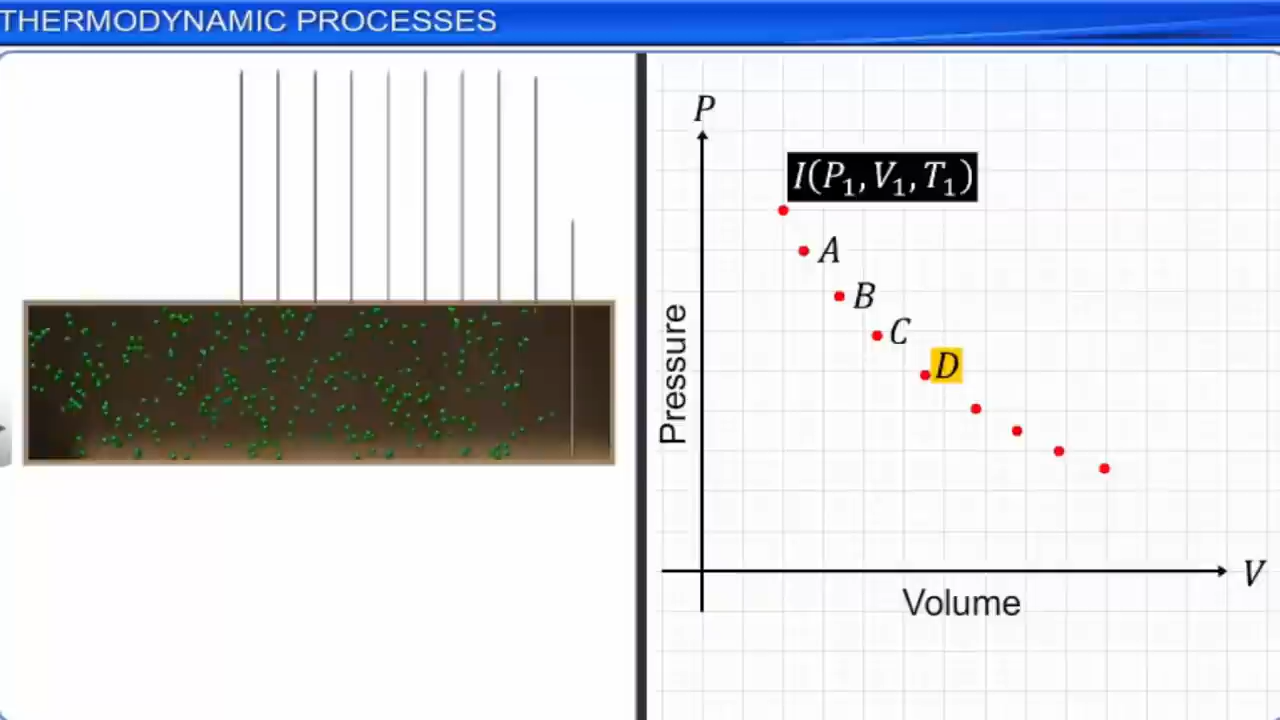 THERMODYNAMIC PROCESSES
P
I(P₁, V₁, T₁)
A
B
C
D
Pressure
V
Volume